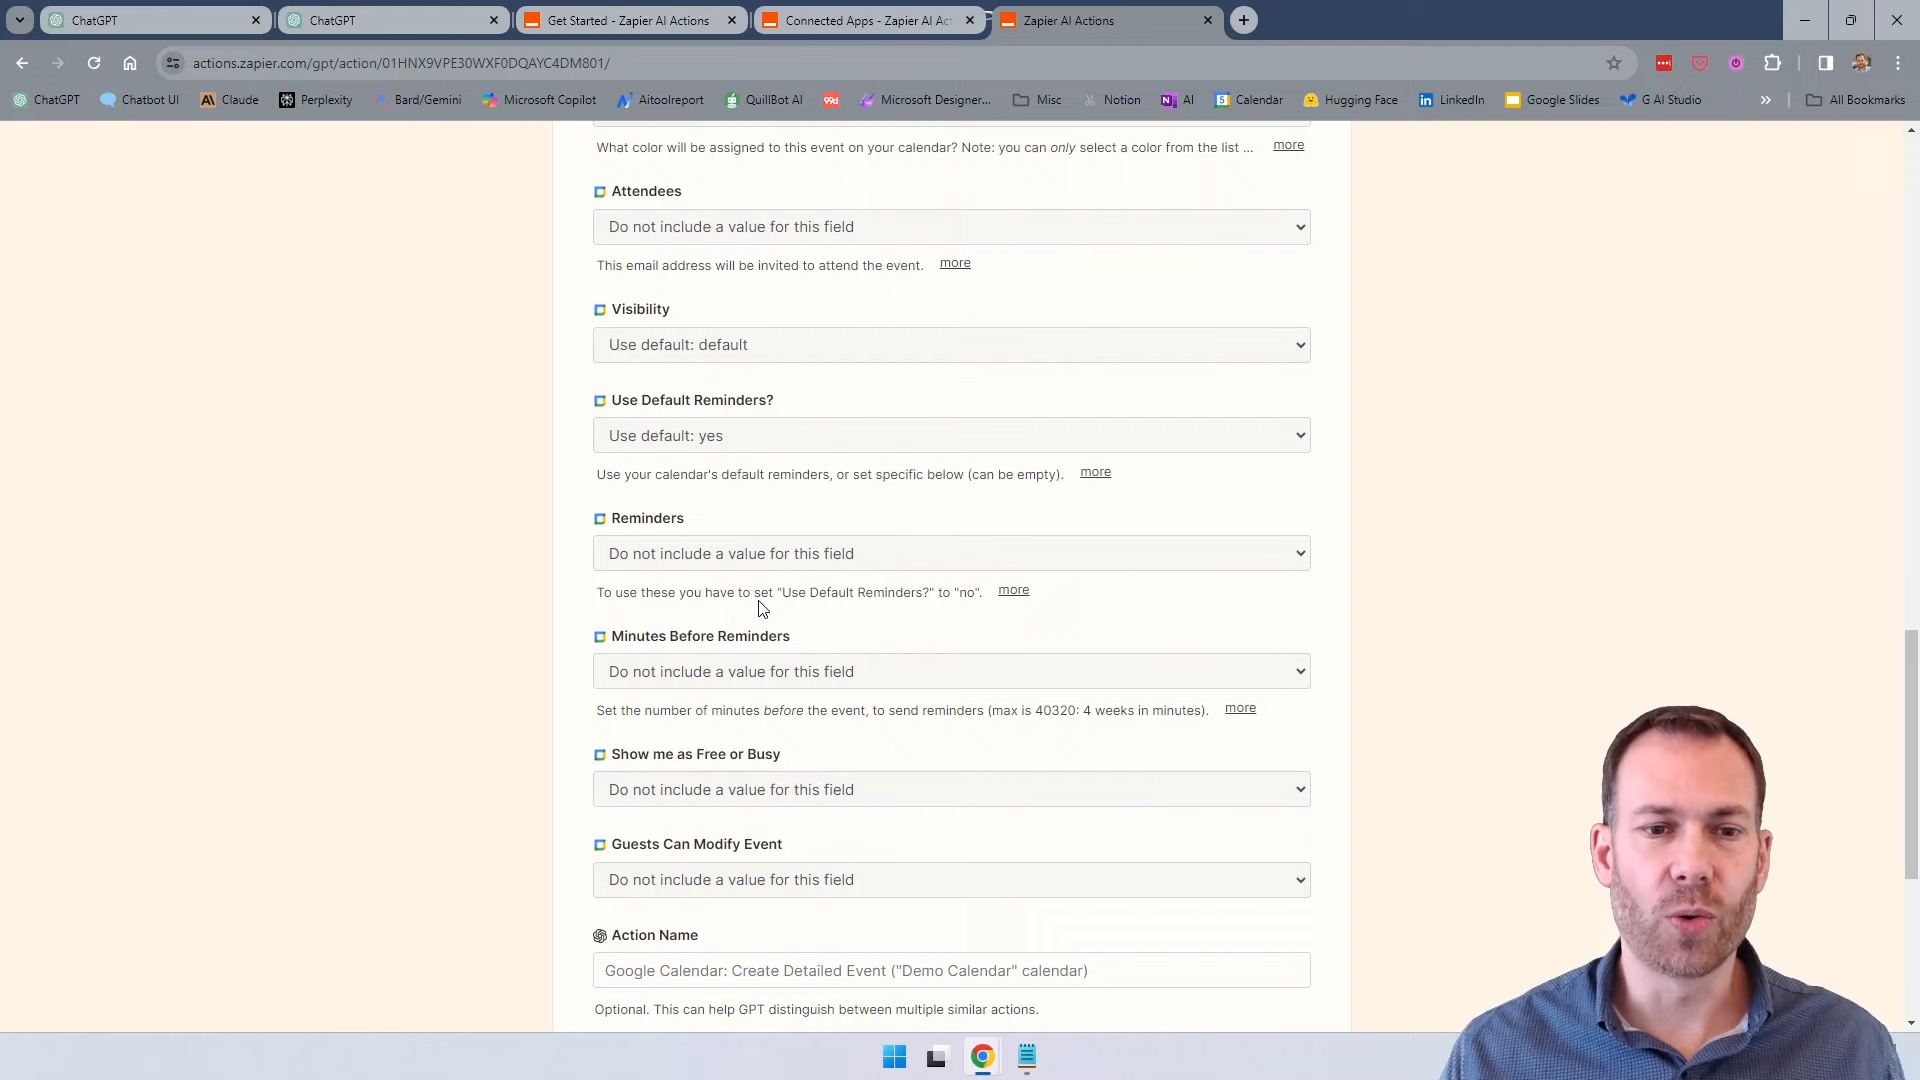 ChatGPT
ChatGPT
Get Started - Zapier AI Actions
Connected Apps - Zapier AI Act
Zapier AI Actions
actions.zapier.com/gpt/action/01HNX9VPE30WXF0DQAYC4DM801/
ChatGPT
Chatbot UI
Claude
Perplexity
Bard/Gemini
Microsoft Copilot
Aitoolreport
QuillBot AI
99d
Microsoft Designer...
Misc
Notion
AI
Calendar
Hugging Face
LinkedIn
Google Slides
G AI Studio
»
All Bookmarks
What color will be assigned to this event on your calendar? Note: you can only select a color from the list ... more
Attendees
Do not include a value for this field
This email address will be invited to attend the event. more
Visibility
Use default: default
Use Default Reminders?
Use default: yes
Use your calendar's default reminders, or set specific below (can be empty). more
Reminders
Do not include a value for this field
To use these you have to set "Use Default Reminders?" to "no". more
Minutes Before Reminders
Do not include a value for this field
Set the number of minutes before the event, to send reminders (max is 40320: 4 weeks in minutes). more
Show me as Free or Busy
Do not include a value for this field
Guests Can Modify Event
Do not include a value for this field
Action Name
Google Calendar: Create Detailed Event ("Demo Calendar" calendar)
Optional. This can help GPT distinguish between multiple similar actions.